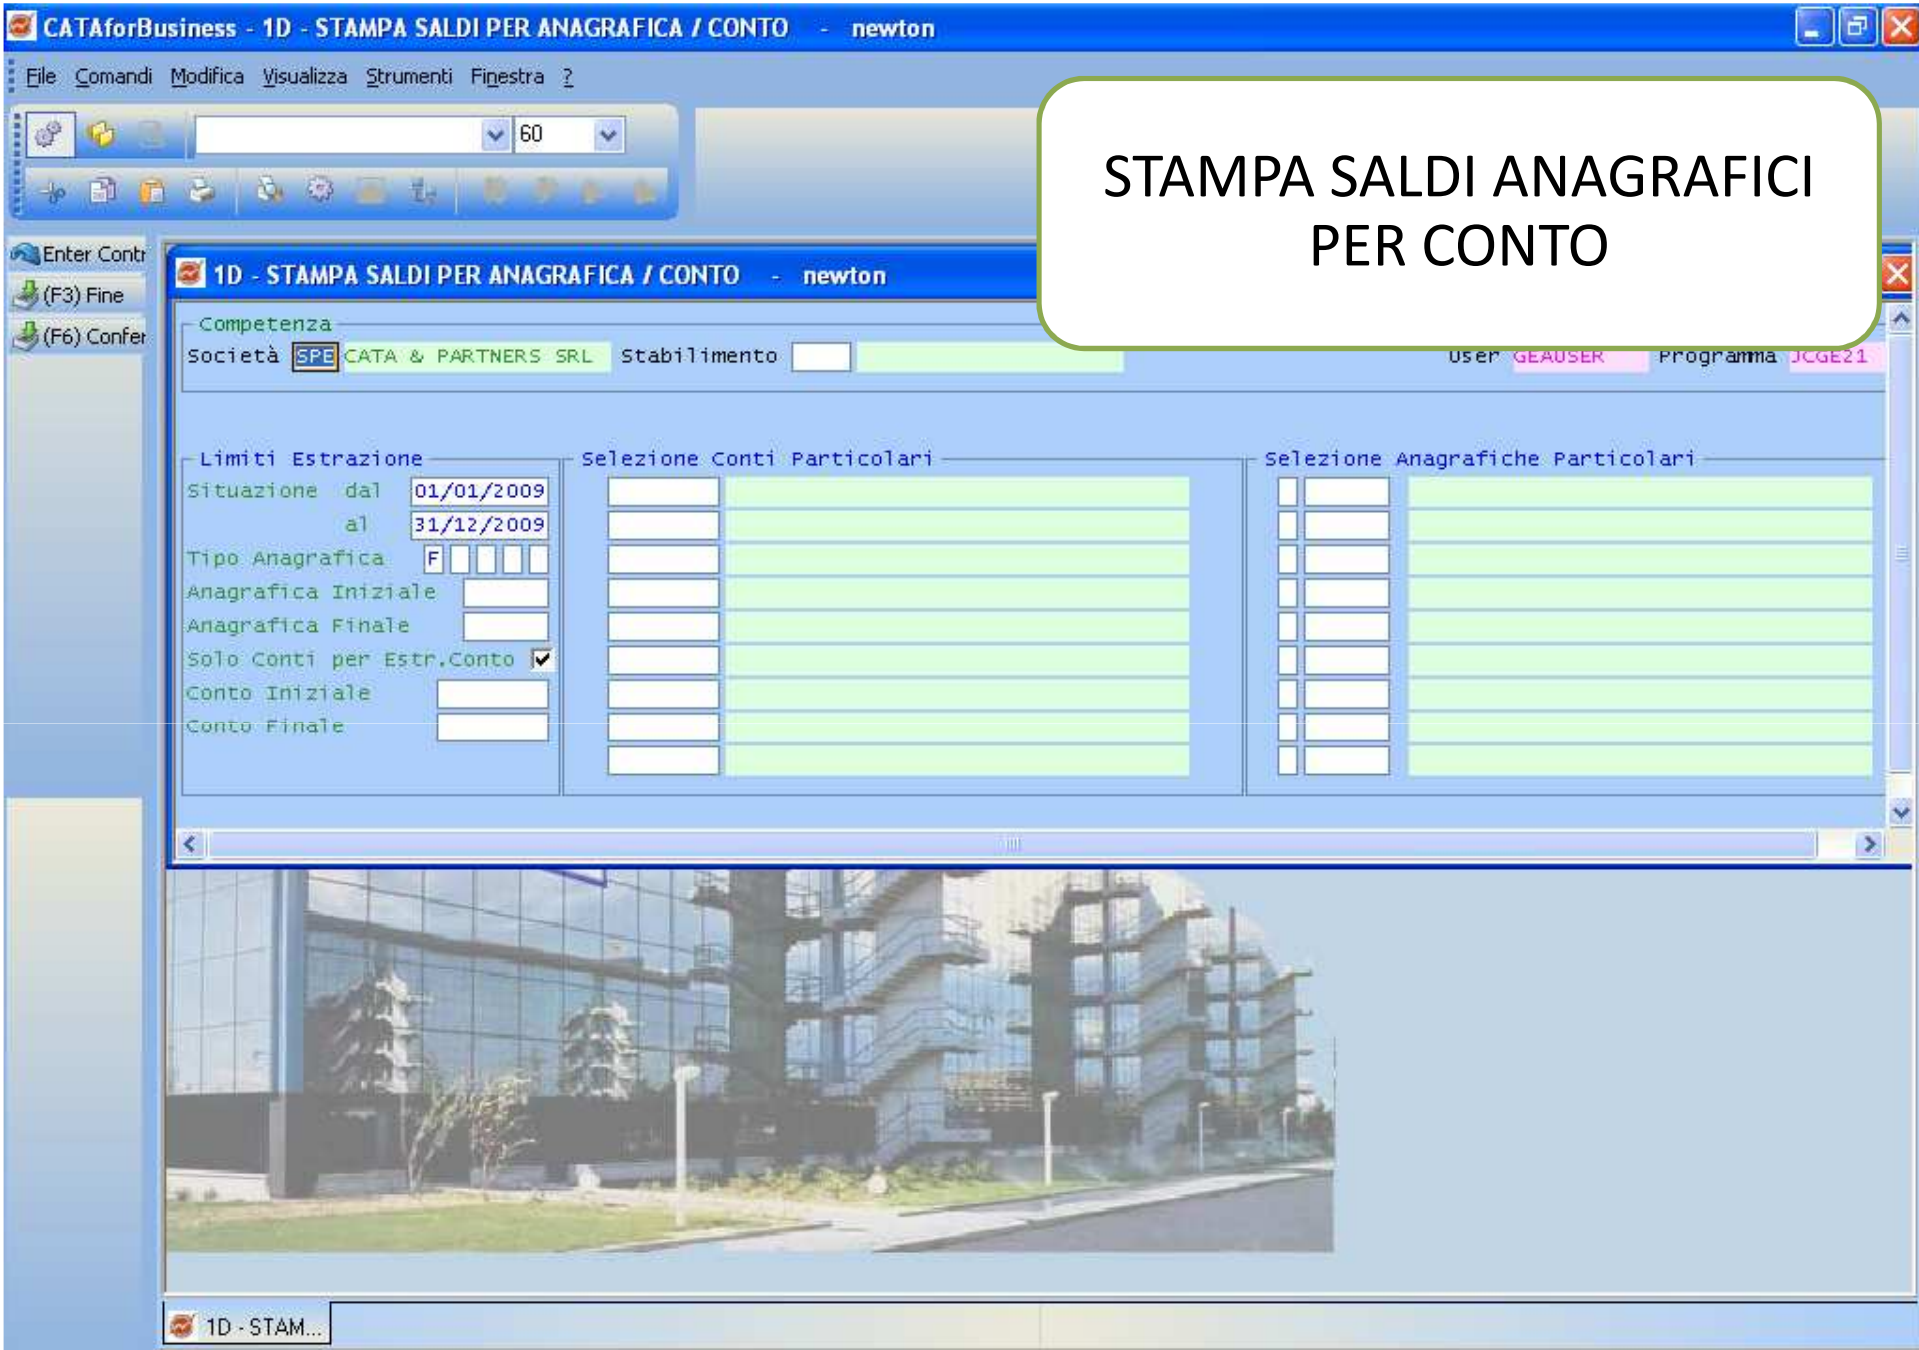 CATAforBusiness - 1D - STAMPA SALDI PER ANAGRAFICA / CONTO - newton
File Comandi Modifica Visualizza Strumenti Finestra ?
60
STAMPA SALDI ANAGRAFICI
PER CONTO
Enter Contr
(F3) Fine
(F6) Confer
1D - STAMPA SALDI PER ANAGRAFICA / CONTO - newton
Competenza
Società SPE CATA & PARTNERS SRL Stabilimento User GEAUSER Programma JCGE21
Limiti Estrazione Selezione Conti Particolari Selezione Anagrafiche Particolari
Situazione dal 01/01/2009
al 31/12/2009
Tipo Anagrafica F
Anagrafica Iniziale
Anagrafica Finale
Solo Conti per Estr.Conto
Conto Iniziale
Conto Finale
1D - STAM...